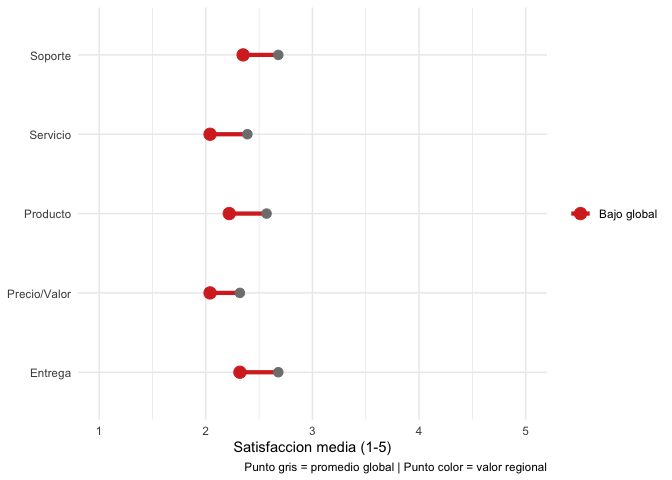 Soporte
Servicio
Producto
Precio/Valor
Entrega
Bajo global
1 2 3 4 5
Satisfaccion media (1-5)
Punto gris = promedio global | Punto color = valor regional